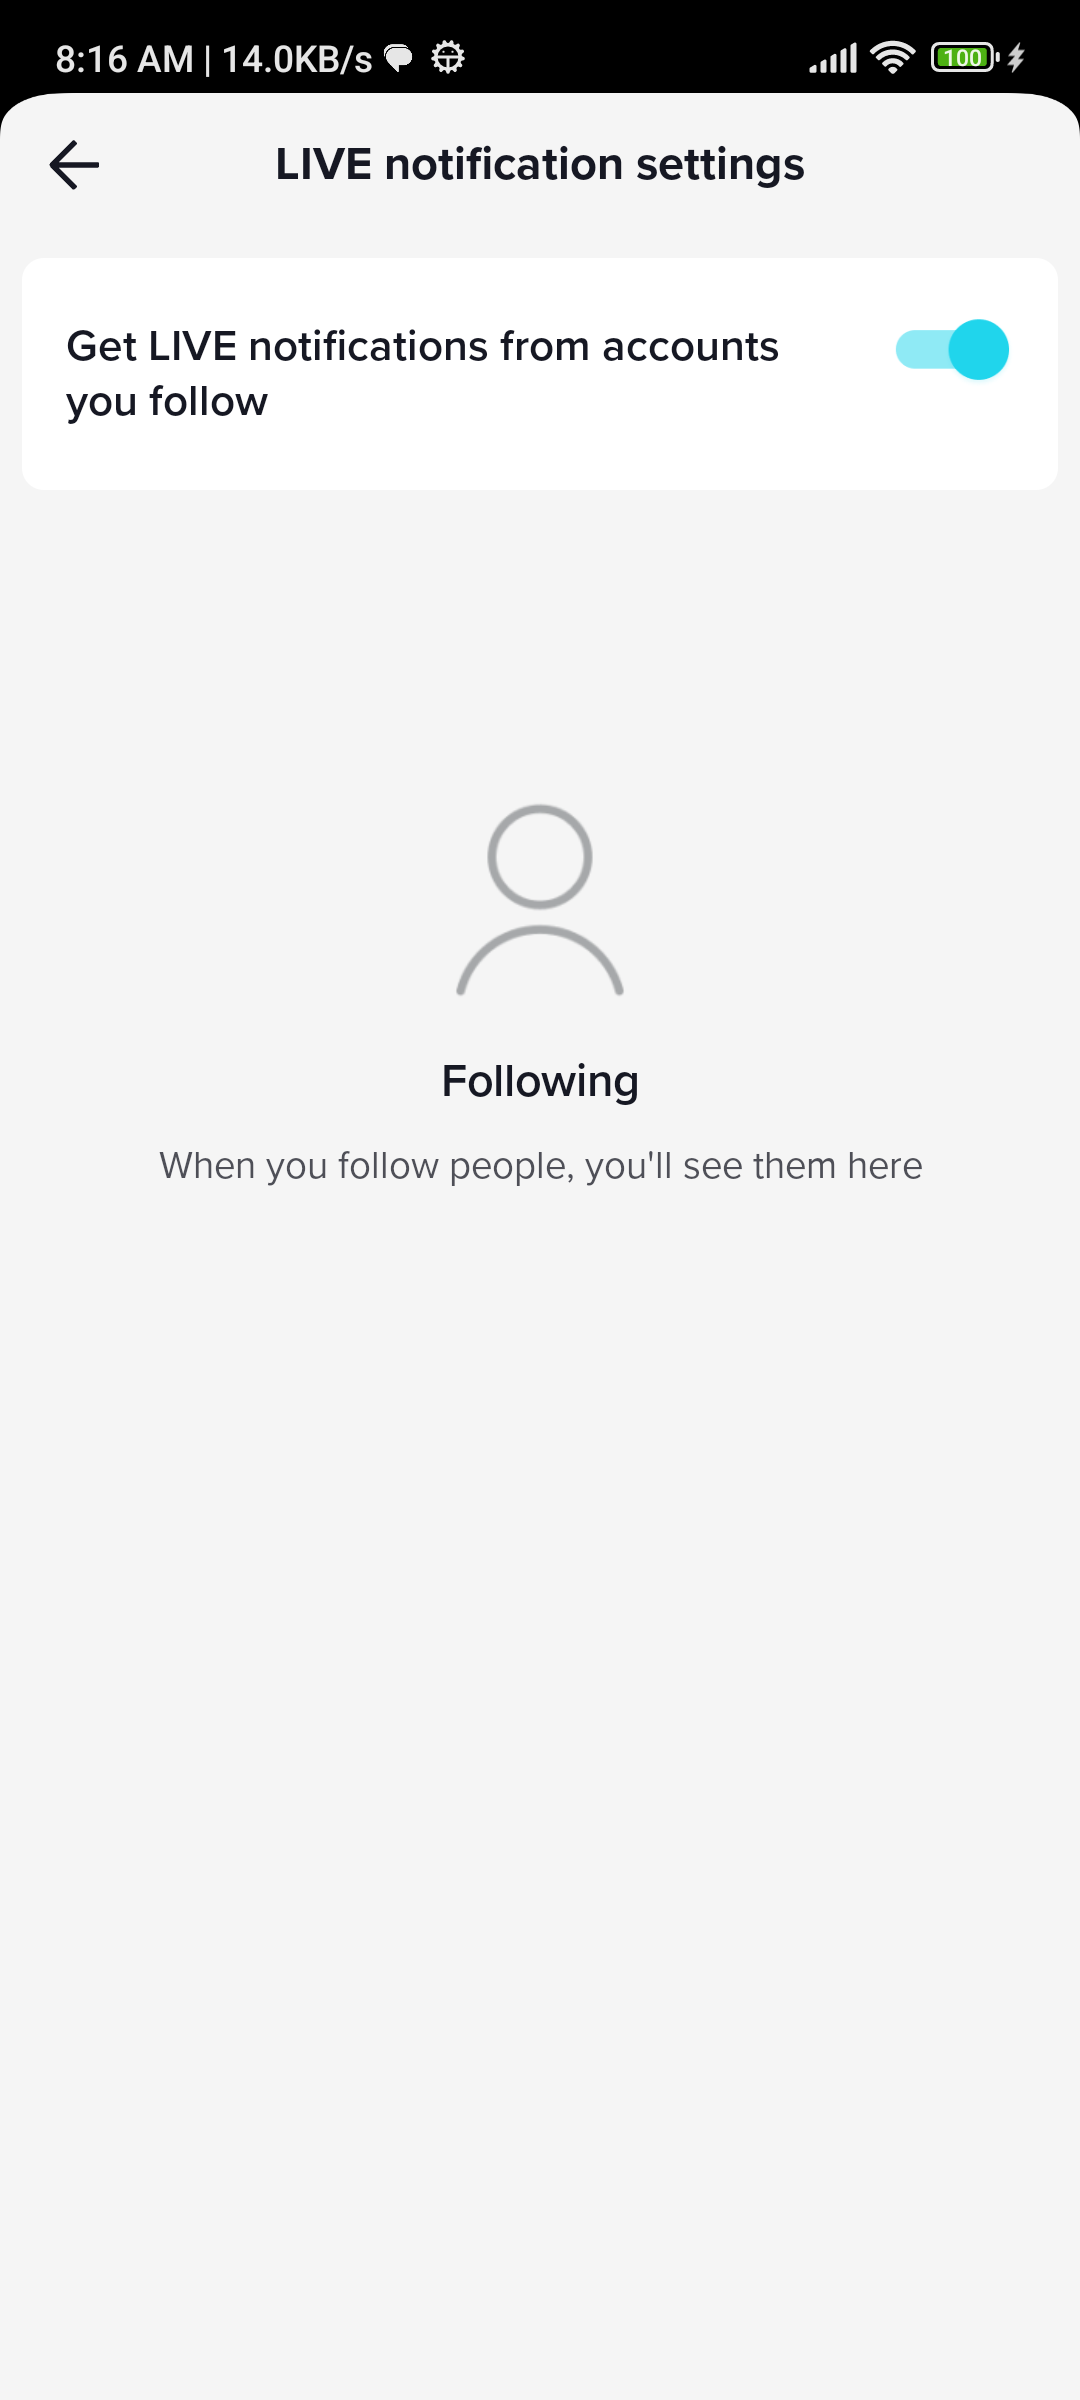 8:16 AM | 14.0KB/s
100
LIVE notification settings
Get LIVE notifications from accounts
you follow
Following
When you follow people, you'll see them here